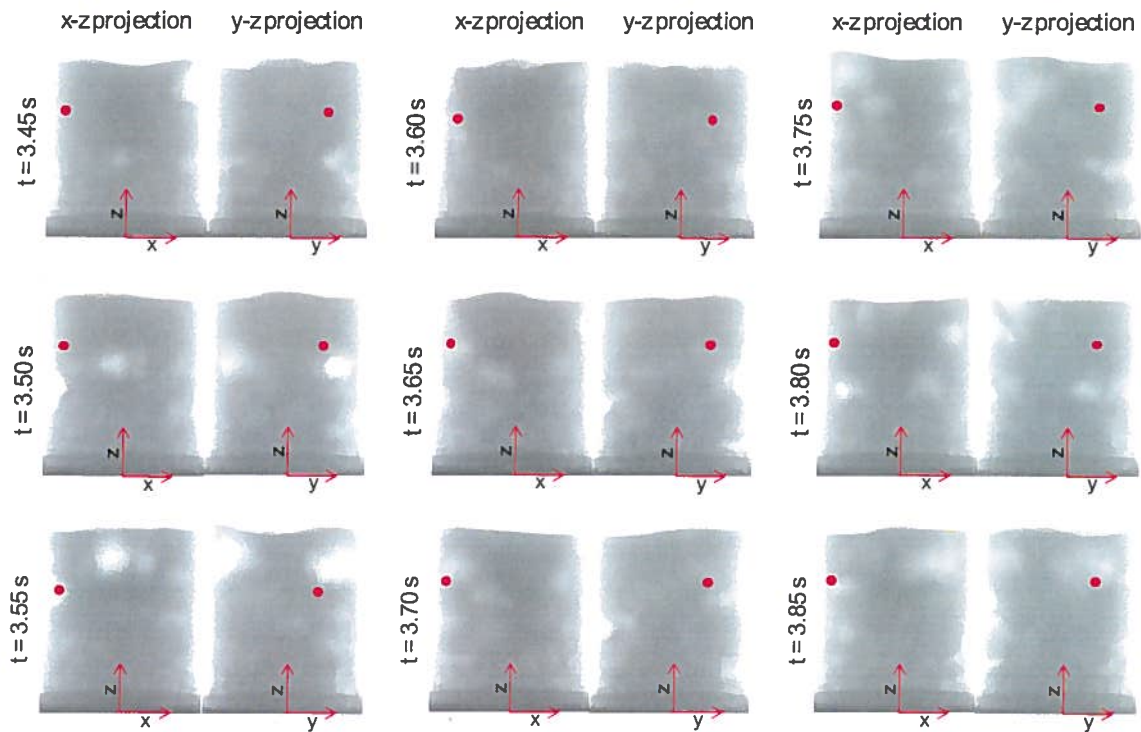 x-z projection y-z projection x-z projection y-z projection x-z projection y-z projection
t = 3.45 s
z
x
z
y
t = 3.60 s
z
x
z
y
t = 3.75 s
z
x
z
y
t = 3.50 s
z
x
z
y
t = 3.65 s
z
x
z
y
t = 3.80 s
z
x
z
y
t = 3.55 s
z
x
z
y
t = 3.70 s
z
x
z
y
t = 3.85 s
z
x
z
y